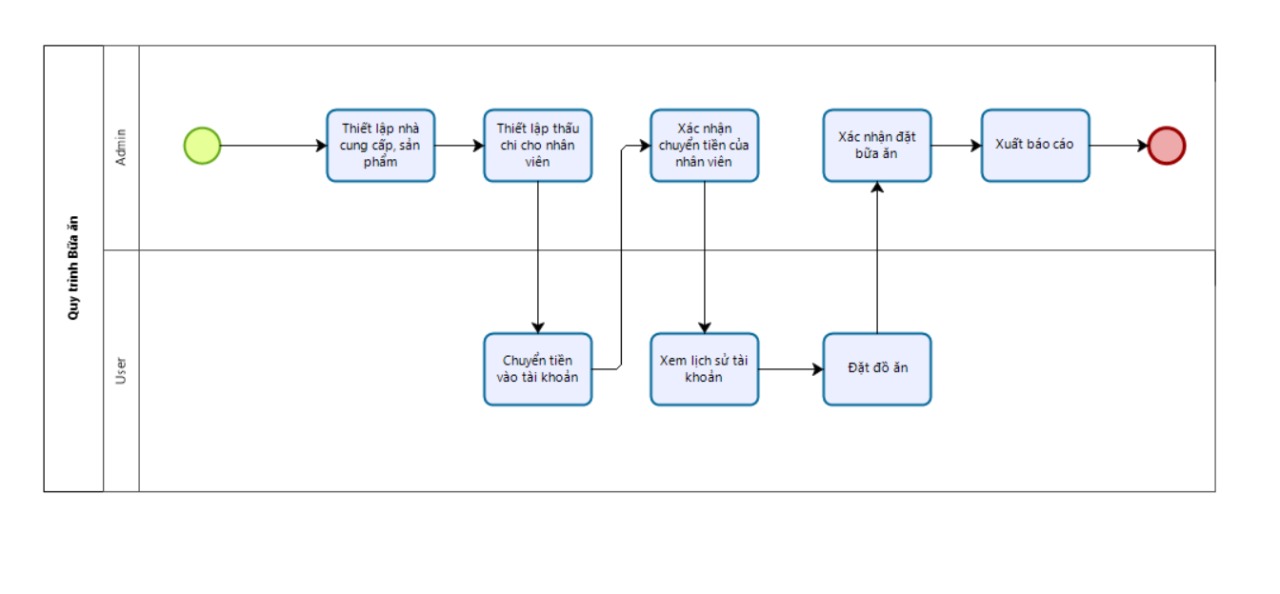 Quy trình Bữa ăn
Admin
Thiết lập nhà
cung cấp, sản
phẩm
Thiết lập thấu
chi cho nhân
viên
Xác nhận
chuyển tiền của
nhân viên
Xác nhận đặt
bữa ăn
Xuất báo cáo
User
Chuyển tiền
vào tài khoản
Xem lịch sử tài
khoản
Đặt đồ ăn